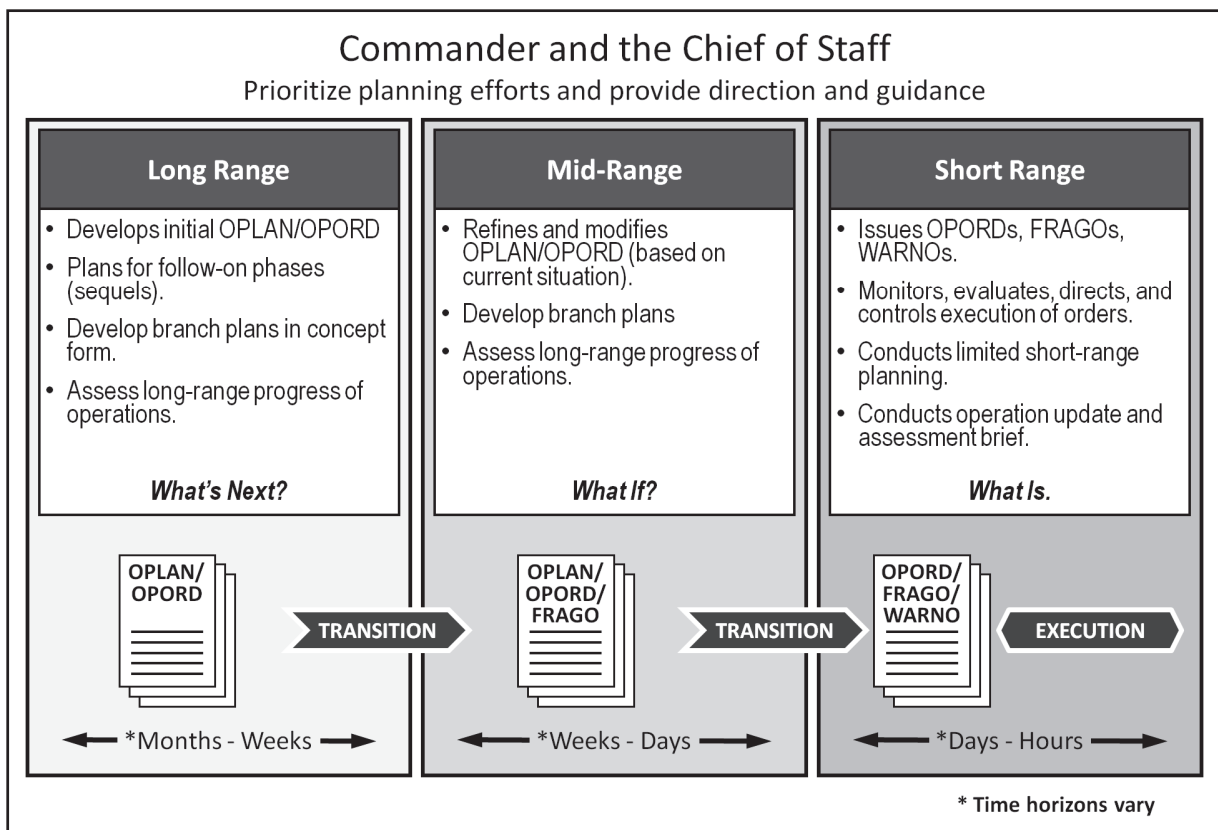 Commander and the Chief of Staff
Prioritize planning efforts and provide direction and guidance
Long Range
• Develops initial OPLAN/OPORD
• Plans for follow-on phases
(sequels).
• Develop branch plans in concept
form.
• Assess long-range progress of
operations.
What's Next?
OPLAN/
OPORD
TRANSITION
*Months - Weeks
Mid-Range
• Refines and modifies
OPLAN/OPORD (based on
current situation).
• Develop branch plans
• Assess long-range progress of
operations.
What If?
OPLAN/
OPORD/
FRAGO
TRANSITION
*Weeks - Days
Short Range
• Issues OPORDs, FRAGOs,
WARNOs.
• Monitors, evaluates, directs, and
controls execution of orders.
• Conducts limited short-range
planning.
• Conducts operation update and
assessment brief.
What Is.
OPORD/
FRAGO/
WARNO
EXECUTION
*Days - Hours
* Time horizons vary